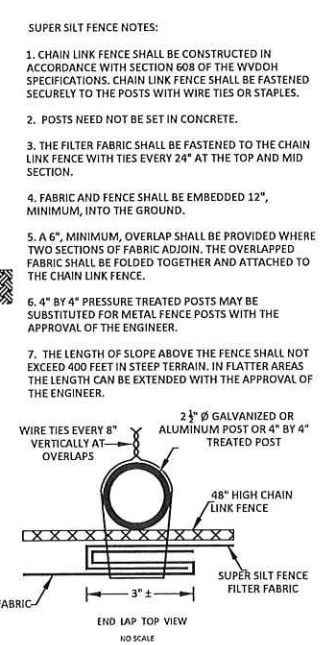 SUPER SILT FENCE NOTES:
1. CHAIN LINK FENCE SHALL BE CONSTRUCTED IN
ACCORDANCE WITH SECTION 608 OF THE WVDOH
SPECIFICATIONS. CHAIN LINK FENCE SHALL BE FASTENED
SECURELY TO THE POSTS WITH WIRE TIES OR STAPLES.
2. POSTS NEED NOT BE SET IN CONCRETE.
3. THE FILTER FABRIC SHALL BE FASTENED TO THE CHAIN
LINK FENCE WITH TIES EVERY 24" AT THE TOP AND MID
SECTION.
4. FABRIC AND FENCE SHALL BE EMBEDDED 12",
MINIMUM, INTO THE GROUND.
5. A 6", MINIMUM, OVERLAP SHALL BE PROVIDED WHERE
TWO SECTIONS OF FABRIC ADJOIN. THE OVERLAPPED
FABRIC SHALL BE FOLDED TOGETHER AND ATTACHED TO
THE CHAIN LINK FENCE.
6. 4" BY 4" PRESSURE TREATED POSTS MAY BE
SUBSTITUTED FOR METAL FENCE POSTS WITH THE
APPROVAL OF THE ENGINEER.
7. THE LENGTH OF SLOPE ABOVE THE FENCE SHALL NOT
EXCEED 400 FEET IN STEEP TERRAIN. IN FLATTER AREAS
THE LENGTH CAN BE EXTENDED WITH THE APPROVAL OF
THE ENGINEER.
WIRE TIES EVERY 8"
VERTICALLY AT
OVERLAPS
2 1/2" Ø GALVANIZED OR
ALUMINUM POST OR 4" BY 4"
TREATED POST
48" HIGH CHAIN
LINK FENCE
SUPER SILT FENCE
FILTER FABRIC
FABRIC
3" ±
END LAP TOP VIEW
NO SCALE